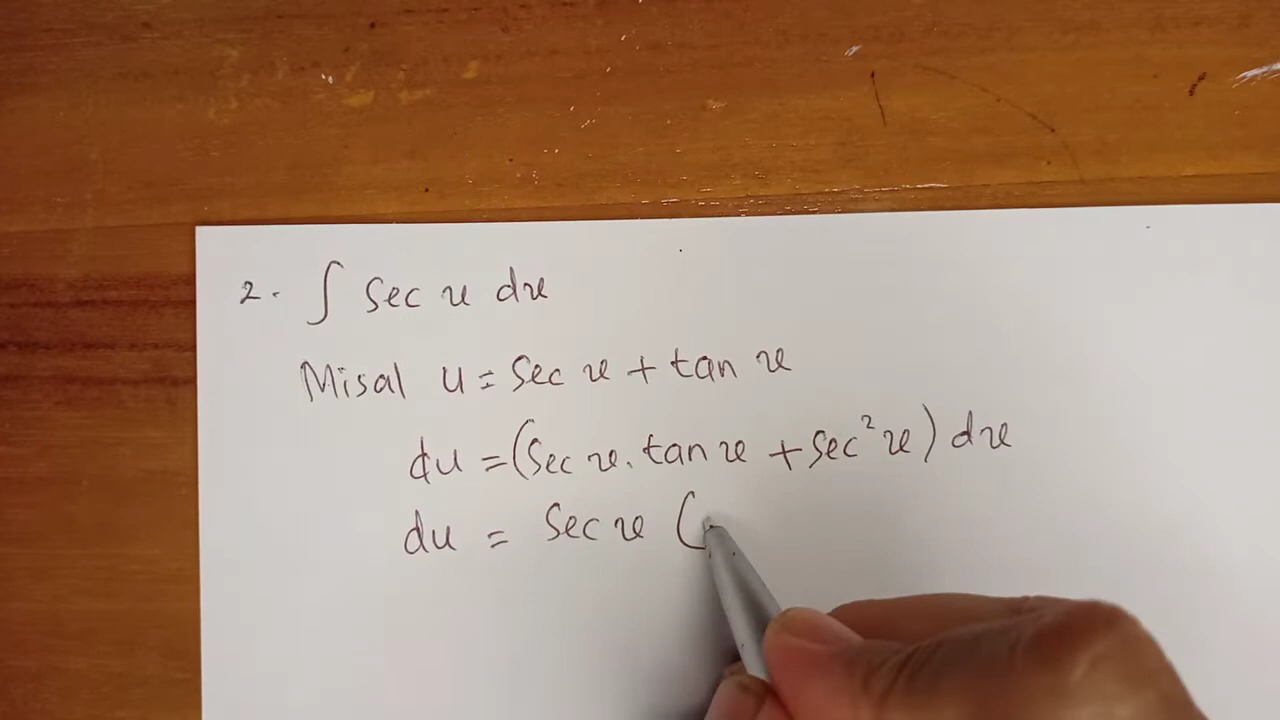 2. ∫ sec x dx
Misal u = sec x + tan x
du = (sec x . tan x + sec² x) dx
du = sec x (